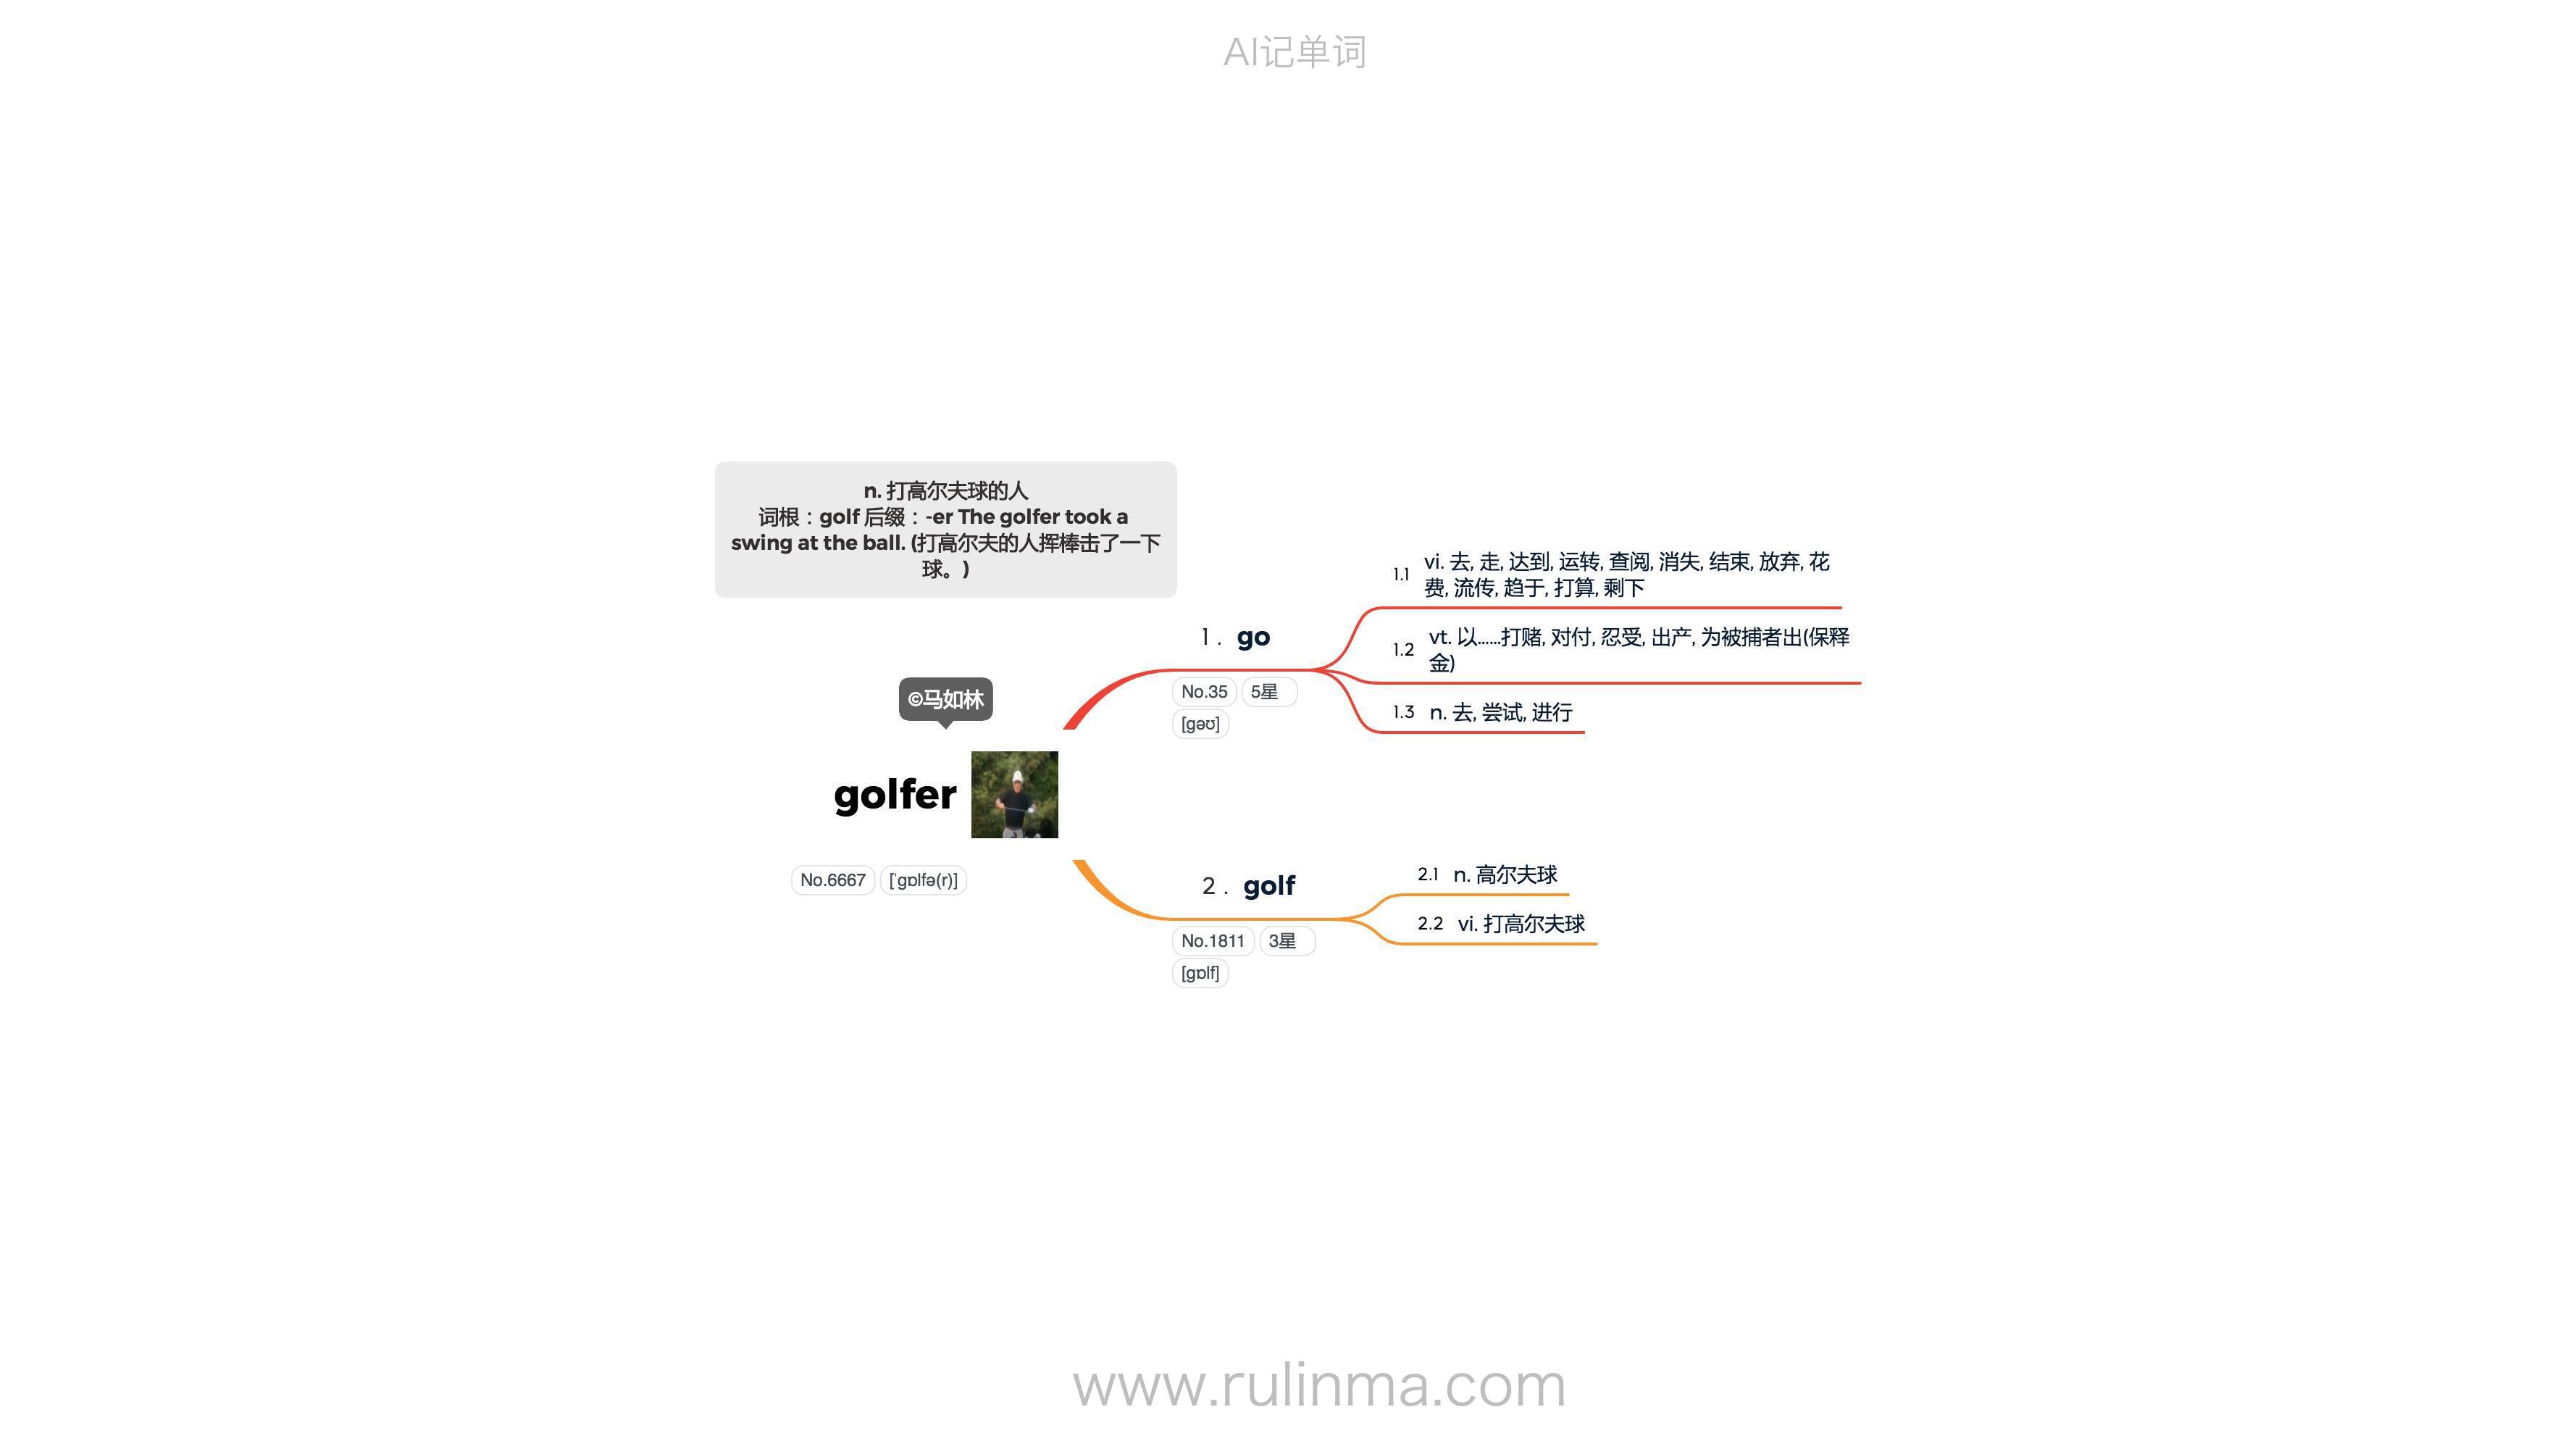 AI记单词
n. 打高尔夫球的人
词根：golf 后缀：-er The golfer took a
swing at the ball. (打高尔夫的人挥棒击了一下
球。)
©马如林
golfer
No.6667 [ˈɡɒlfə(r)]
1. go
No.35 5星
[ɡəʊ]
1.1 vi. 去, 走, 达到, 运转, 查阅, 消失, 结束, 放弃, 花
费, 流传, 趋于, 打算, 剩下
1.2 vt. 以……打赌, 对付, 忍受, 出产, 为被捕者出(保释
金)
1.3 n. 去, 尝试, 进行
2. golf
No.1811 3星
[ɡɒlf]
2.1 n. 高尔夫球
2.2 vi. 打高尔夫球
www.rulinma.com